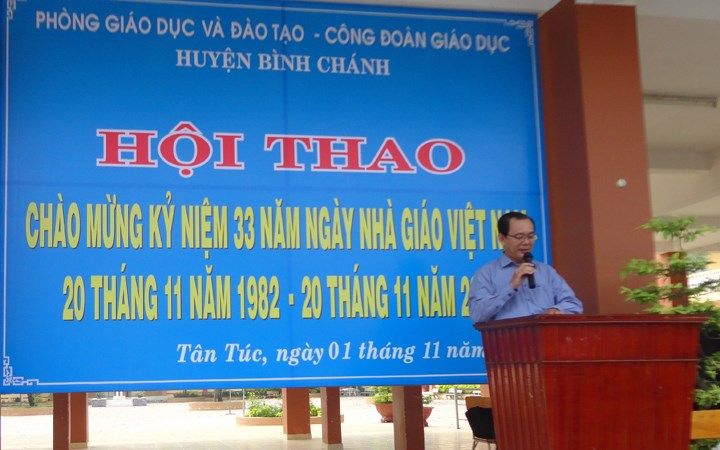 PHÒNG GIÁO DỤC VÀ ĐÀO TẠO - CÔNG ĐOÀN GIÁO DỤC
HUYỆN BÌNH CHÁNH
HỘI THAO
CHÀO MỪNG KỶ NIỆM 33 NĂM NGÀY NHÀ GIÁO VIỆT NAM
20 THÁNG 11 NĂM 1982 - 20 THÁNG 11 NĂM 2
Tân Túc, ngày 01 tháng 11 năm